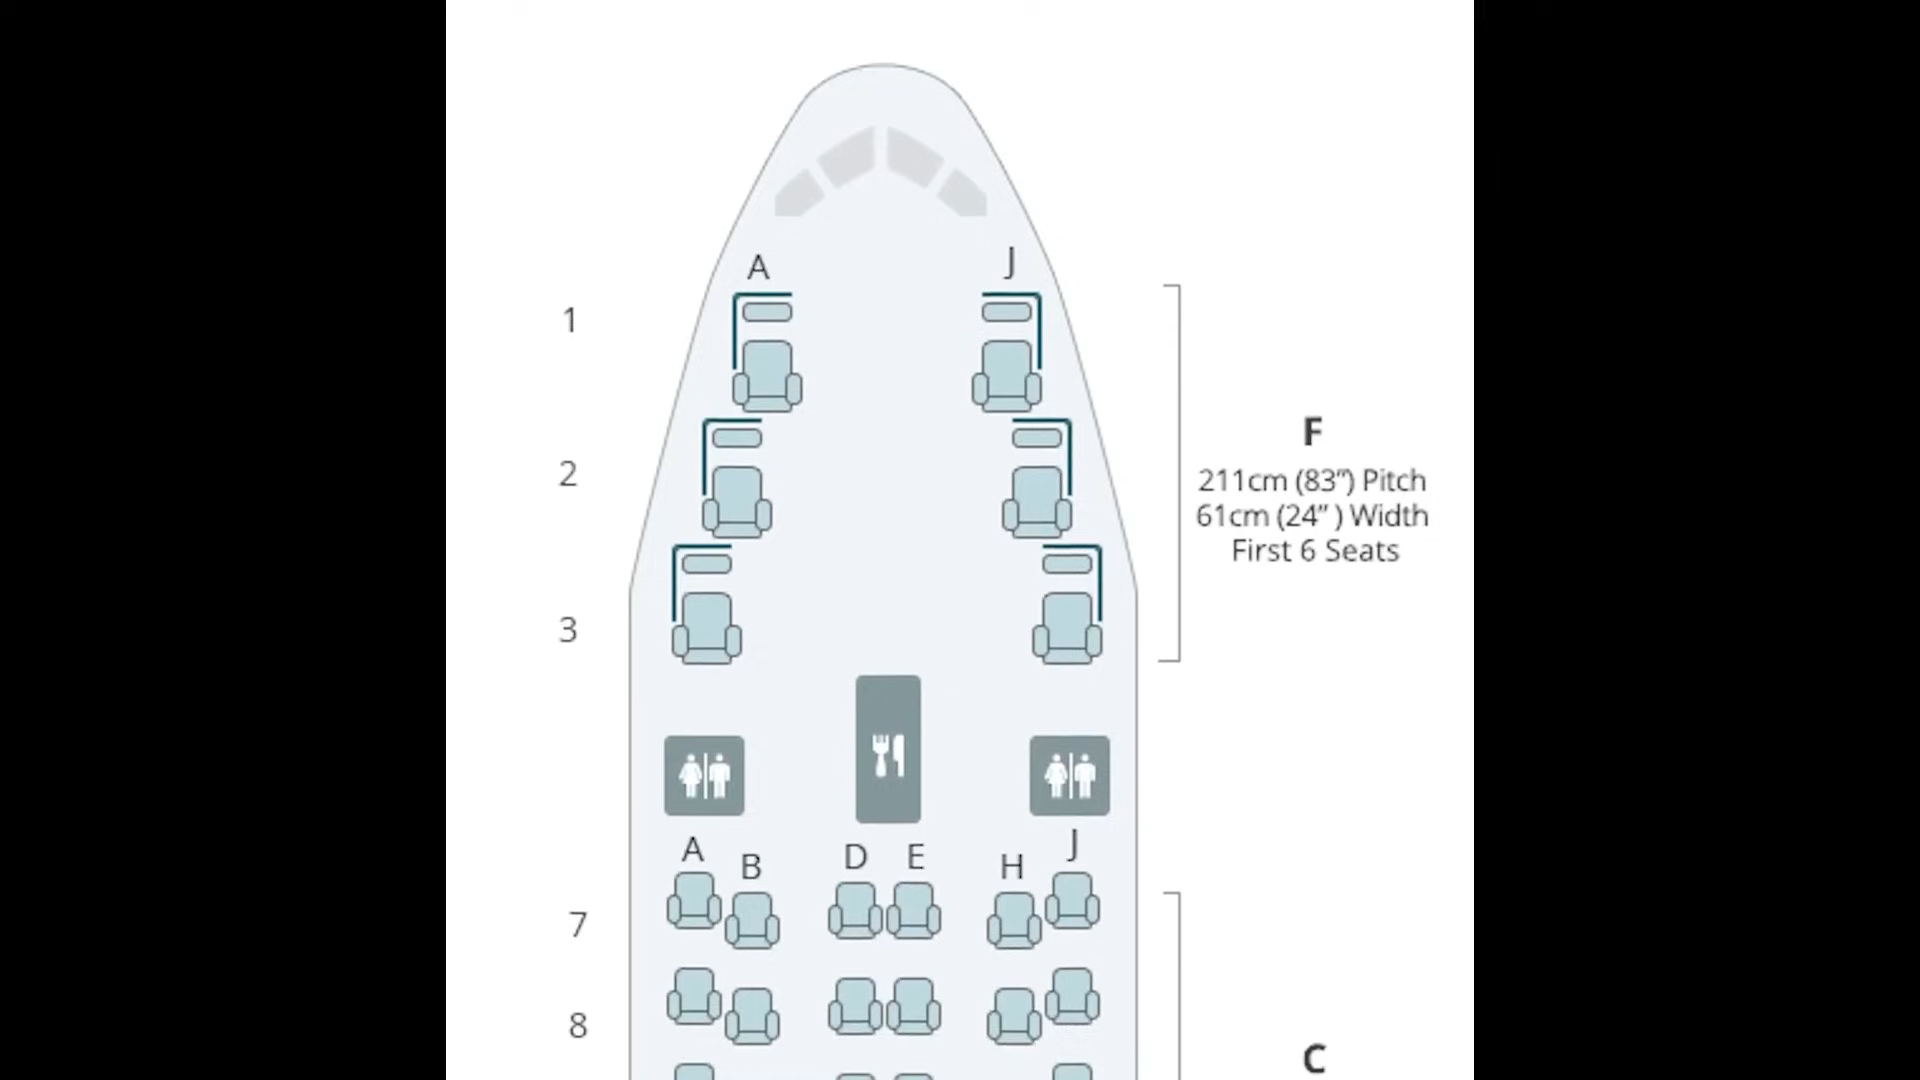 A J
1
2
F
211cm (83”) Pitch
61cm (24” ) Width
First 6 Seats
3
A B D E H J
7
8
C